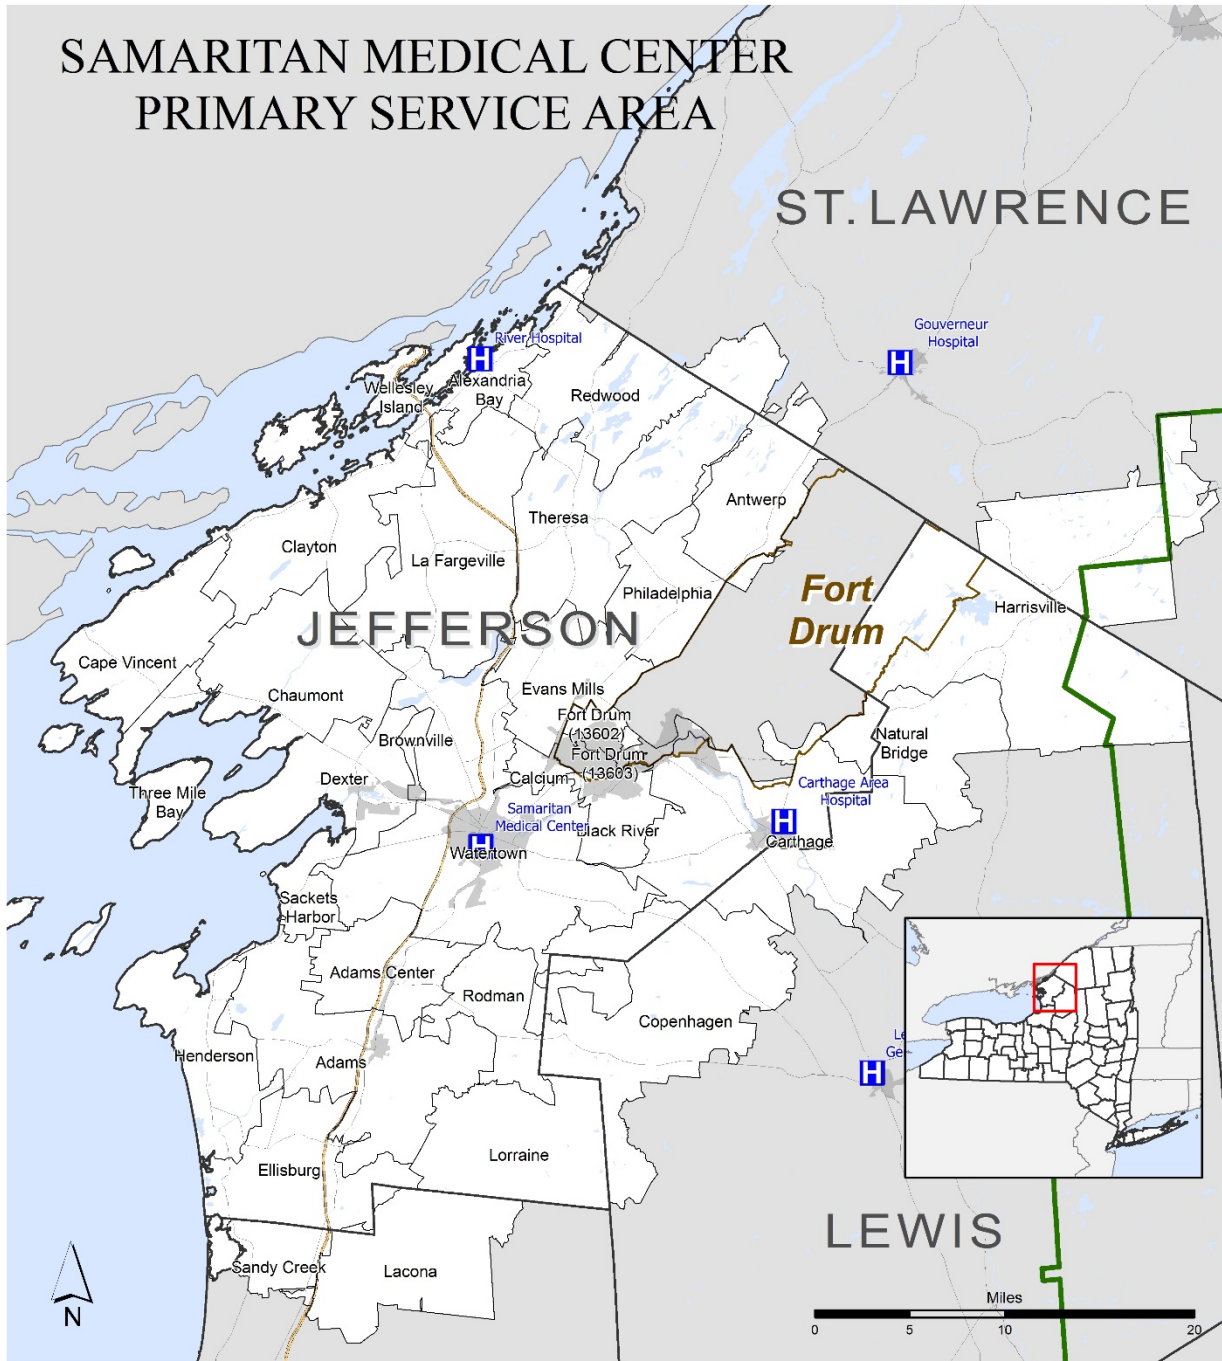 SAMARITAN MEDICAL CENTER
PRIMARY SERVICE AREA
ST. LAWRENCE
Gouverneur
Hospital
H
River Hospital
H
Wellesley
Island
Alexandria
Bay
Redwood
Antwerp
Theresa
Clayton
La Fargeville
Philadelphia
Fort
Drum
Harrisville
JEFFERSON
Cape Vincent
Chaumont
Evans Mills
Fort Drum
(13602)
Fort Drum
(13603)
Natural
Bridge
Brownville
Dexter
Calcium
Three Mile
Bay
Carthage Area
Hospital
H
Carthage
Samaritan
Medical Center
H
Watertown
Black River
Sackets
Harbor
Adams Center
Rodman
Copenhagen
Henderson
Adams
Le
Ge
H
Ellisburg
Lorraine
LEWIS
Sandy Creek
Lacona
N
Miles
0 5 10 20